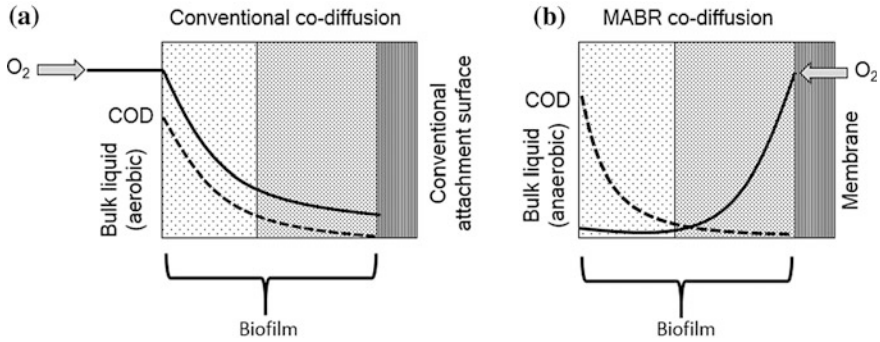 (a)
Conventional co-diffusion
O₂
COD
Bulk liquid
(aerobic)
Conventional
attachment surface
Biofilm
(b)
MABR co-diffusion
O₂
COD
Bulk liquid
(anaerobic)
Membrane
Biofilm